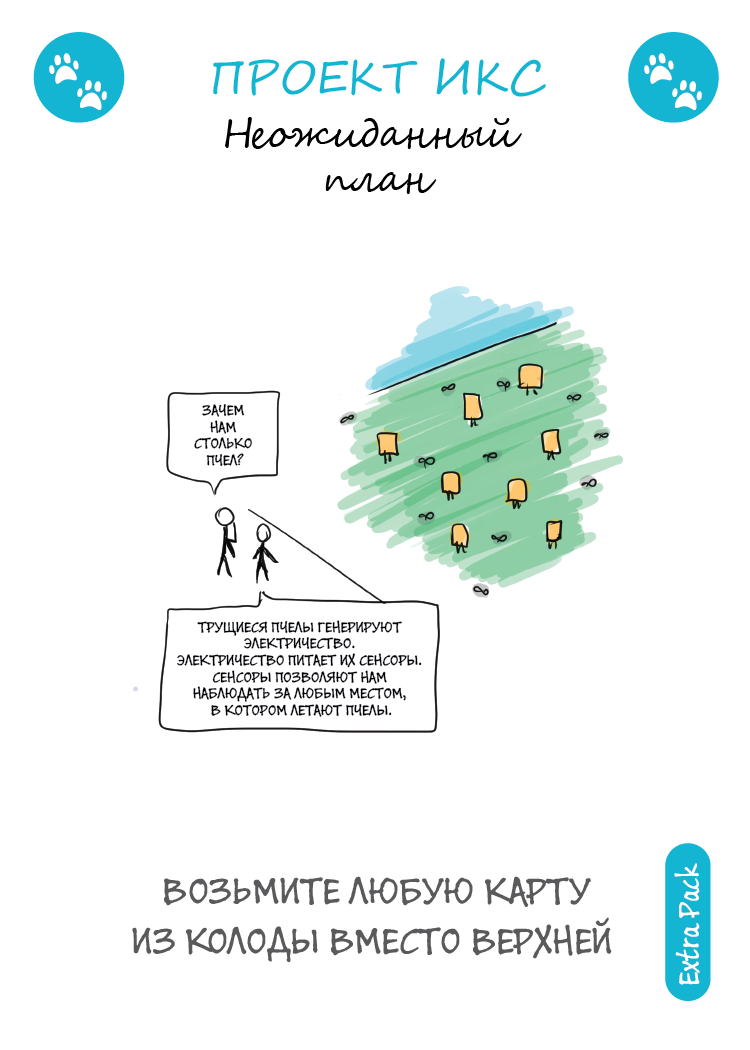 ПРОЕКТ ИКС
Неожиданный
план
ЗАЧЕМ
НАМ
СТОЛЬКО
ПЧЕЛ?
ТРУЩИЕСЯ ПЧЕЛЫ ГЕНЕРИРУЮТ
ЭЛЕКТРИЧЕСТВО.
ЭЛЕКТРИЧЕСТВО ПИТАЕТ ИХ СЕНСОРЫ.
СЕНСОРЫ ПОЗВОЛЯЮТ НАМ
НАБЛЮДАТЬ ЗА ЛЮБЫМ МЕСТОМ,
В КОТОРОМ ЛЕТАЮТ ПЧЕЛЫ.
ВОЗЬМИТЕ ЛЮБУЮ КАРТУ
ИЗ КОЛОДЫ ВМЕСТО ВЕРХНЕЙ
Extra Pack